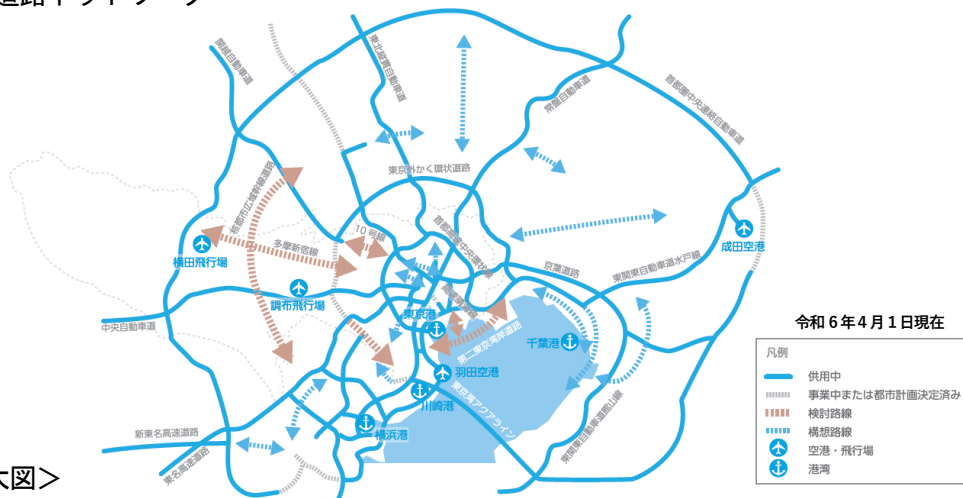 関越自動車道
東北縦貫自動車道
常磐自動車道
首都圏中央連絡自動車道
東京外かく環状道路
核都市広域幹線道路
多摩新宿線
10号線
首都高速中央環状線
横田飛行場
成田空港
京葉道路
東関東自動車道水戸線
調布飛行場
東京港
中央自動車道
第二東京湾岸道路
千葉港
令和6年4月1日現在
羽田空港
川崎港
東京湾アクアライン
横浜港
東関東自動車道館山線
新東名高速道路
東名高速道路
凡例
供用中
事業中または都市計画決定済み
検討路線
構想路線
空港・飛行場
港湾
大図＞